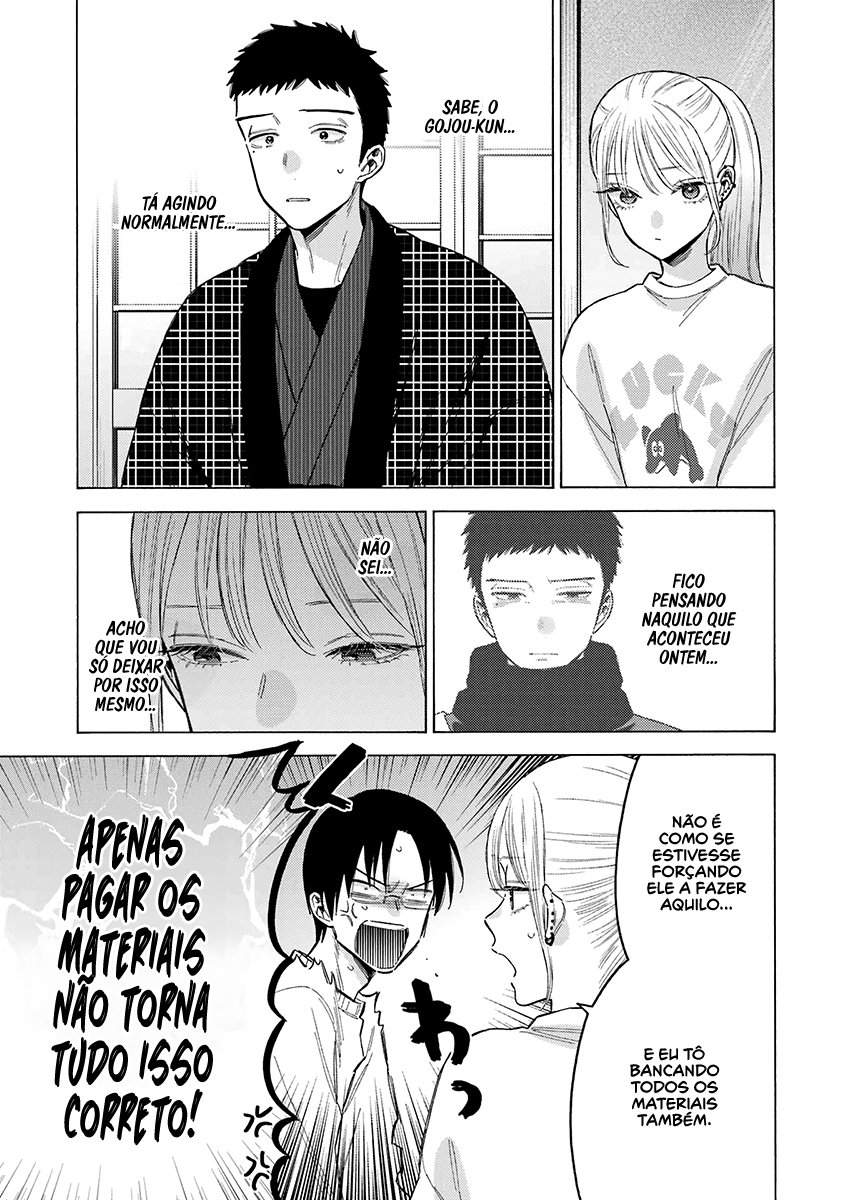 SABE, O
GOJOU-KUN...
TÁ AGINDO
NORMALMENTE...
LUCKY
FICO
PENSANDO
NAQUILO QUE
ACONTECEU
ONTEM...
NÃO
SEI...
ACHO
QUE VOU
SÓ DEIXAR
POR ISSO
MESMO...
NÃO É
COMO SE
ESTIVESSE
FORÇANDO
ELE A FAZER
AQUILO...
E EU TÔ
BANCANDO
TODOS OS
MATERIAIS
TAMBÉM.
APENAS
PAGAR OS
MATERIAIS
NÃO TORNA
TUDO ISSO
CORRETO!
わっ